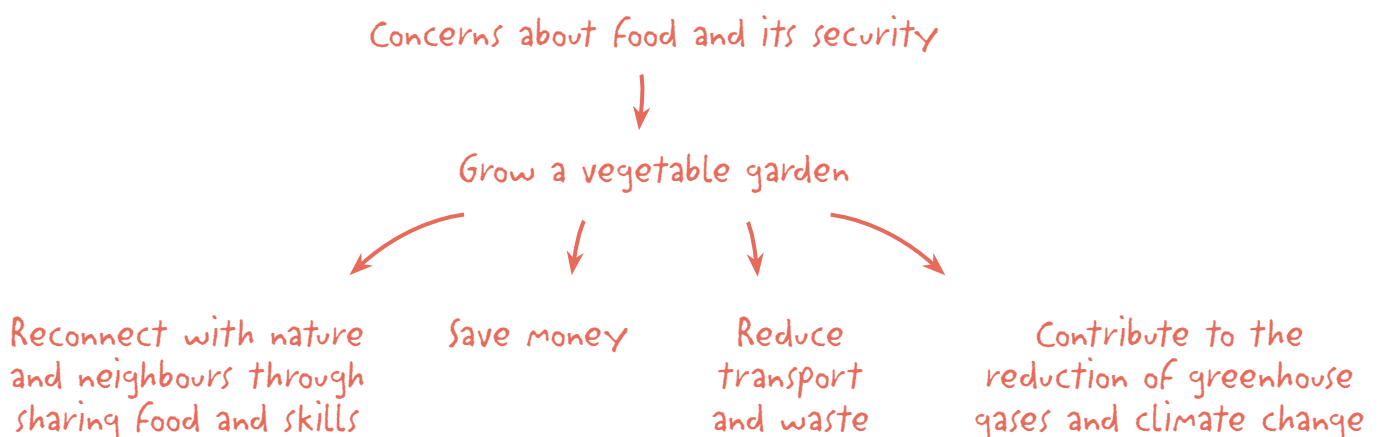 Concerns about food and its security
Grow a vegetable garden
Reconnect with nature
and neighbours through
sharing food and skills
Save money
Reduce
transport
and waste
Contribute to the
reduction of greenhouse
gases and climate change